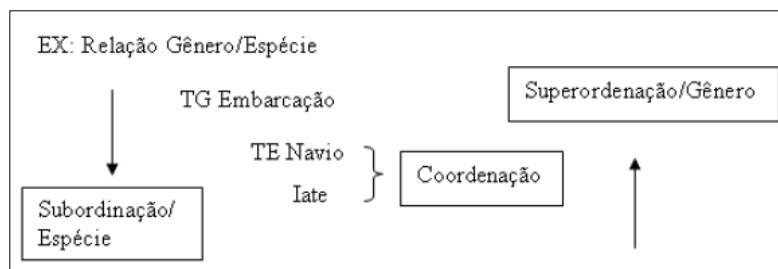 EX: Relação Gênero/Espécie
TG Embarcação
Superordenação/Gênero
TE Navio
Iate
Coordenação
Subordinação/
Espécie